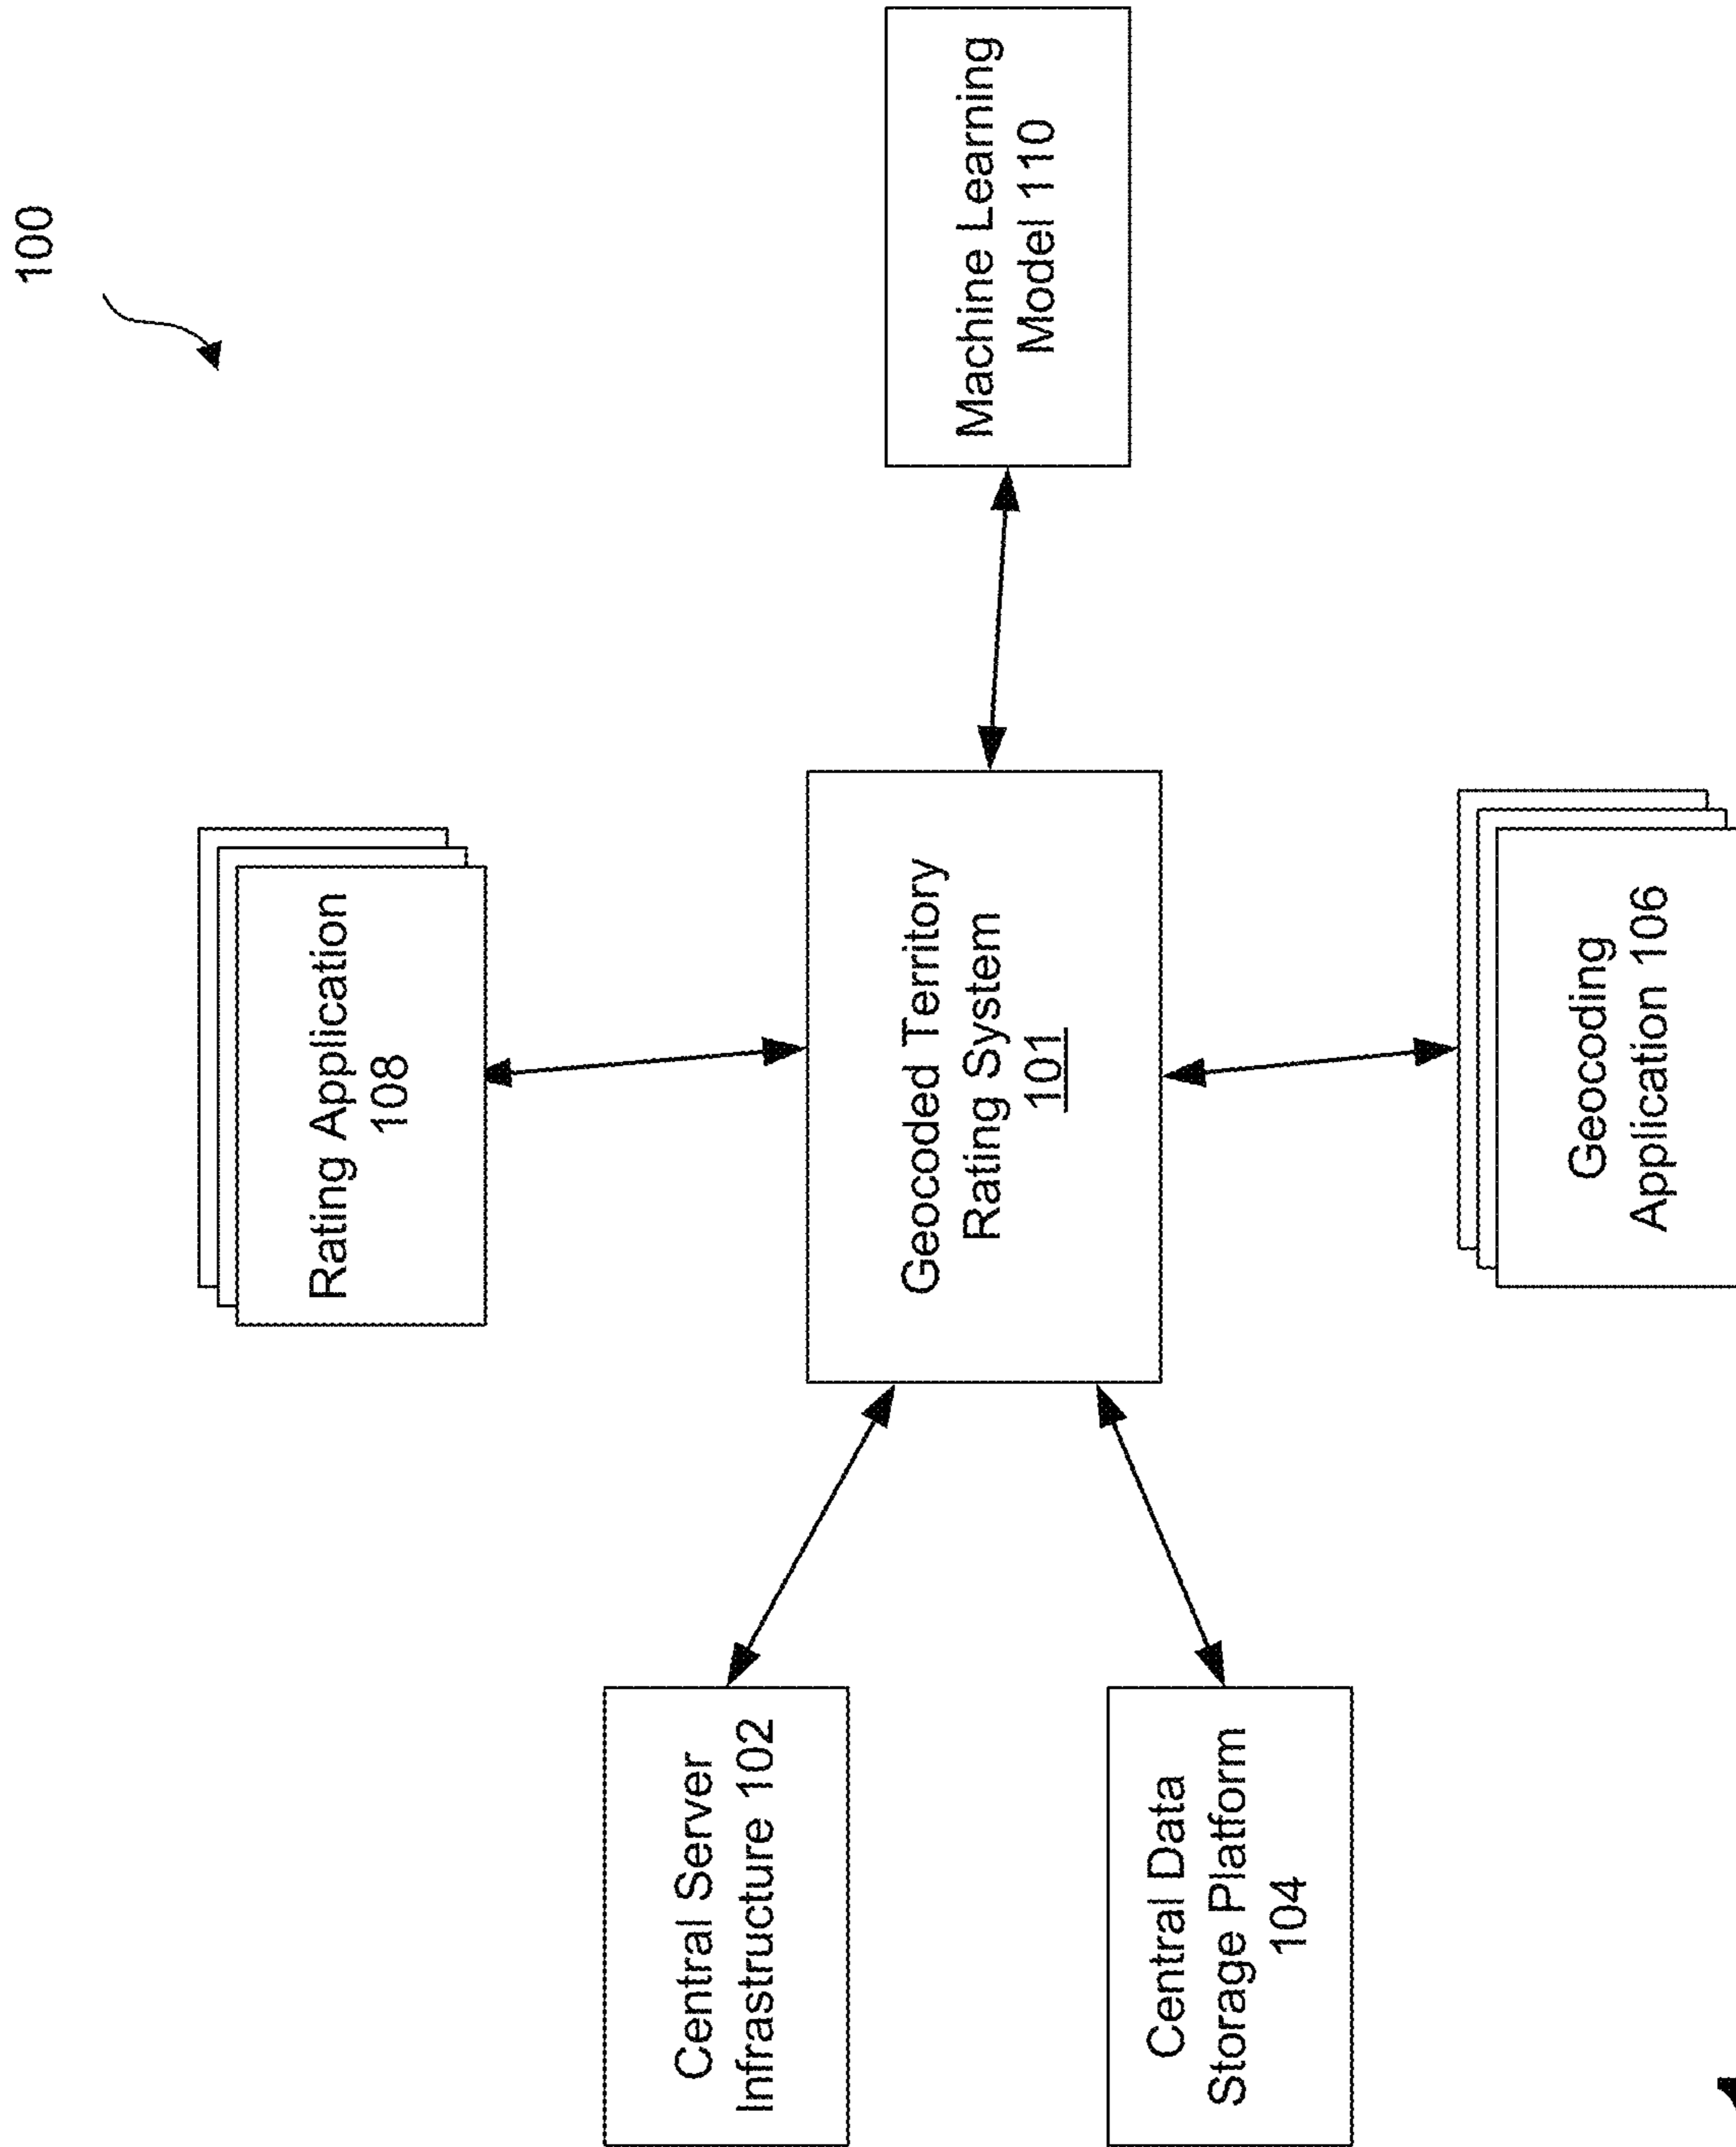 100
Rating Application
108
Central Server
Infrastructure 102
Geocoded Territory
Rating System
101
Machine Learning
Model 110
Central Data
Storage Platform
104
Geocoding
Application 106